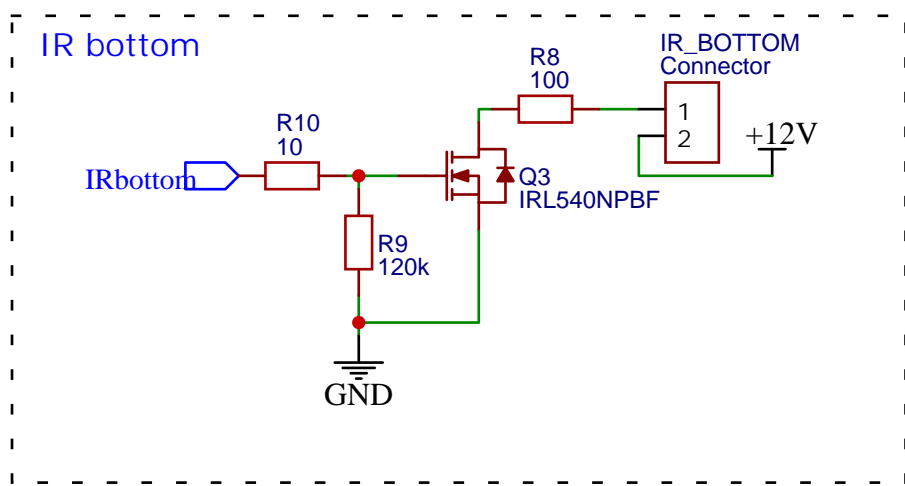 IR bottom
IR_BOTTOM
Connector
R8
100
1
2
+12V
R10
10
IRbottom
Q3
IRL540NPBF
R9
120k
GND